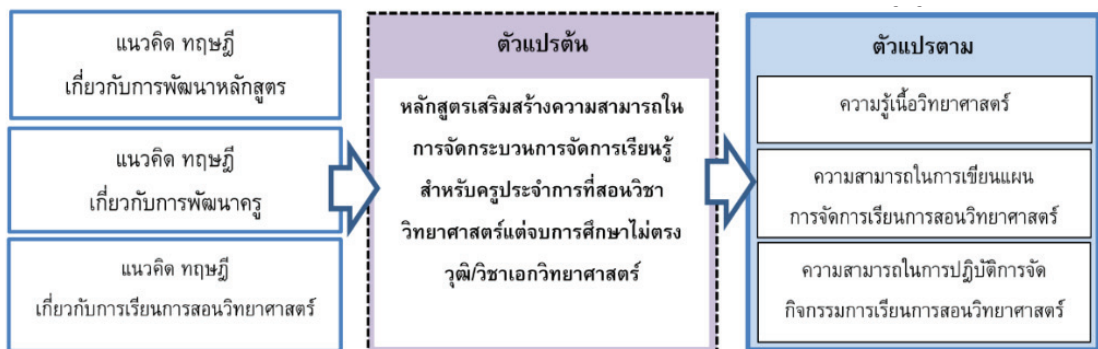 แนวคิด ทฤษฎี
เกี่ยวกับการพัฒนาหลักสูตร
แนวคิด ทฤษฎี
เกี่ยวกับการพัฒนาครู
แนวคิด ทฤษฎี
เกี่ยวกับการเรียนการสอนวิทยาศาสตร์
ตัวแปรต้น
หลักสูตรเสริมสร้างความสามารถใน
การจัดกระบวนการจัดการเรียนรู้
สำหรับครูประจำการที่สอนวิชา
วิทยาศาสตร์แต่จบการศึกษาไม่ตรง
วุฒิ/วิชาเอกวิทยาศาสตร์
ตัวแปรตาม
ความรู้เนื้อวิทยาศาสตร์
ความสามารถในการเขียนแผน
การจัดการเรียนการสอนวิทยาศาสตร์
ความสามารถในการปฏิบัติการจัด
กิจกรรมการเรียนการสอนวิทยาศาสตร์